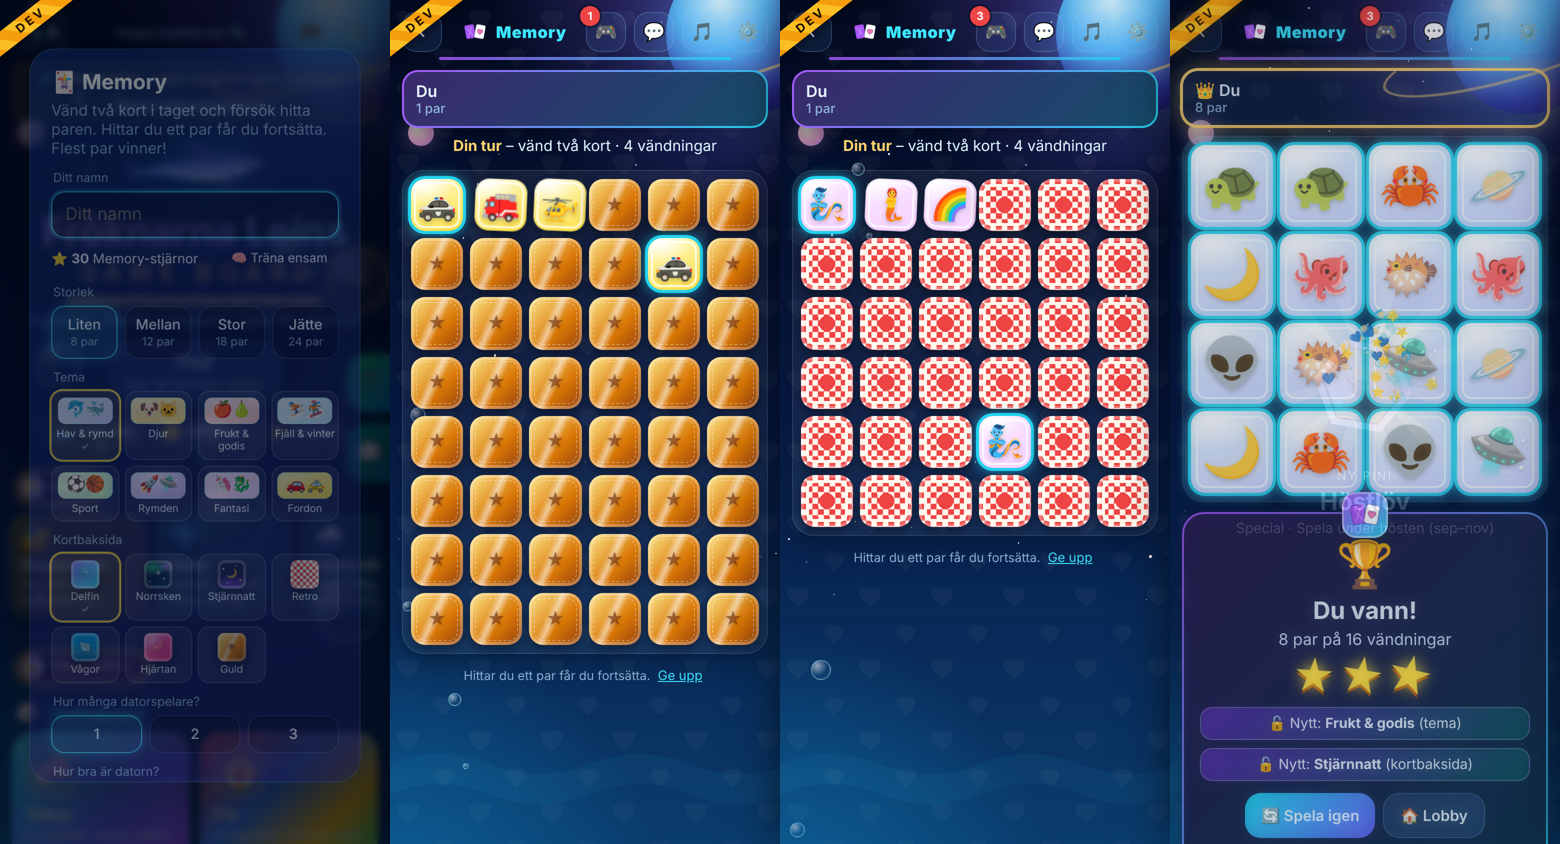 DEV
🃏 Memory
Vänd två kort i taget och försök hitta
paren. Hittar du ett par får du fortsätta.
Flest par vinner!
Ditt namn
Ditt namn
⭐ 30 Memory-stjärnor
🧠 Träna ensam
Storlek
Liten
8 par
Mellan
12 par
Stor
18 par
Jätte
24 par
Tema
Hav & rymd
✓
Djur
Frukt &
godis
Fjäll & vinter
Sport
Rymden
Fantasi
Fordon
Kortbaksida
Delfin
✓
Norrsken
Stjärnnatt
Retro
Vågor
Hjärtan
Guld
Hur många datorspelare?
1
2
3
Hur bra är datorn?
DEV
Memory
1
Du
1 par
Din tur – vänd två kort · 4 vändningar
Hittar du ett par får du fortsätta. Ge upp
DEV
Memory
3
Du
1 par
Din tur – vänd två kort · 4 vändningar
Hittar du ett par får du fortsätta. Ge upp
DEV
Memory
3
👑 Du
8 par
NY PIN!
Höstlöv
Special · Spela under hösten (sep–nov)
Du vann!
8 par på 16 vändningar
🔓 Nytt: Frukt & godis (tema)
🔓 Nytt: Stjärnnatt (kortbaksida)
🔄 Spela igen
🏠 Lobby